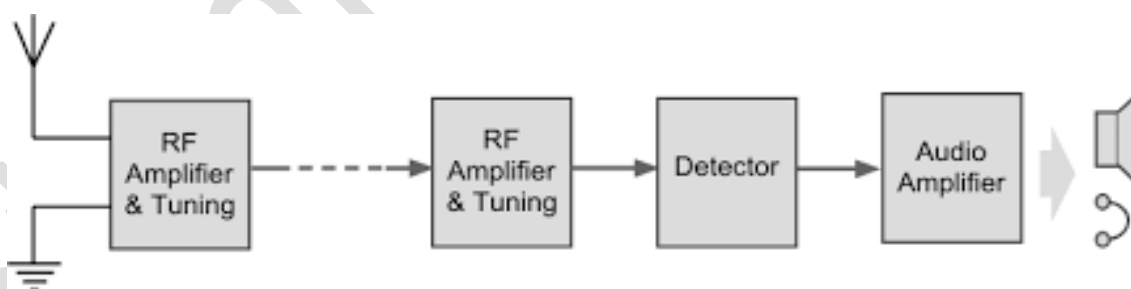 RF
Amplifier
& Tuning
RF
Amplifier
& Tuning
Detector
Audio
Amplifier